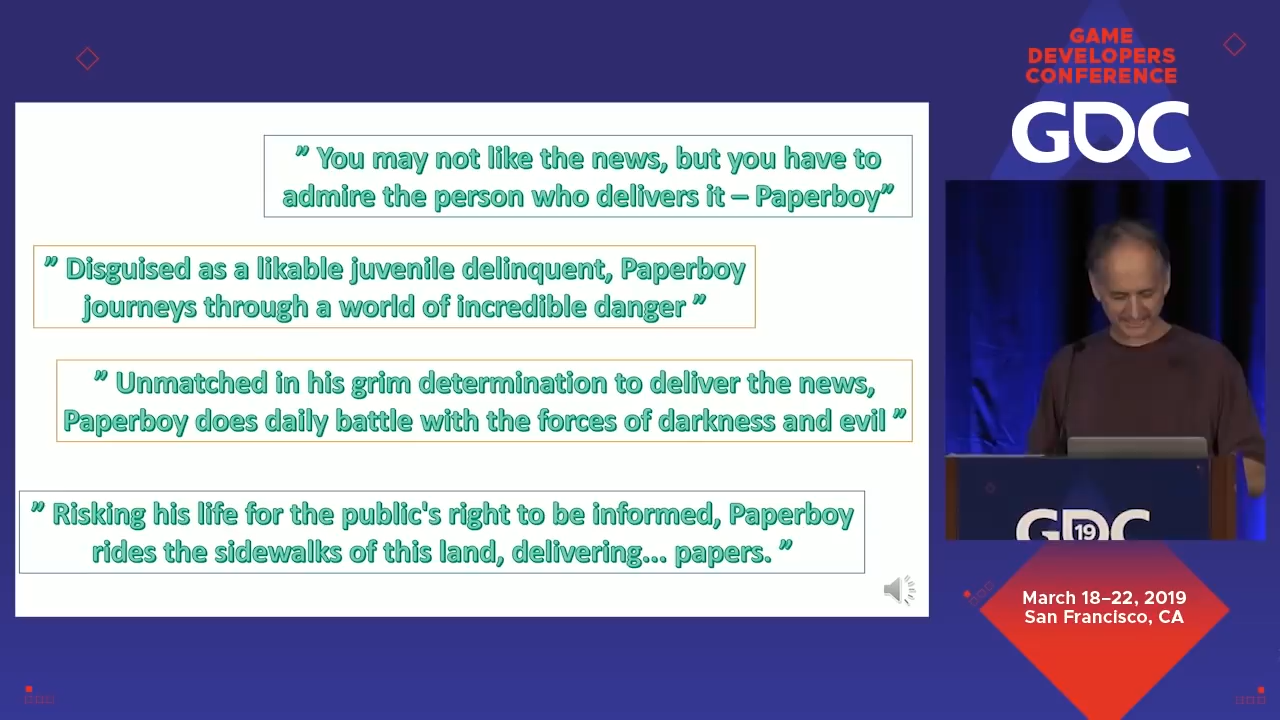 GAME
DEVELOPERS
CONFERENCE
GDC
” You may not like the news, but you have to
admire the person who delivers it – Paperboy”
” Disguised as a likable juvenile delinquent, Paperboy
journeys through a world of incredible danger ”
” Unmatched in his grim determination to deliver the news,
Paperboy does daily battle with the forces of darkness and evil ”
” Risking his life for the public's right to be informed, Paperboy
rides the sidewalks of this land, delivering... papers. ”
GDC
19
March 18–22, 2019
San Francisco, CA